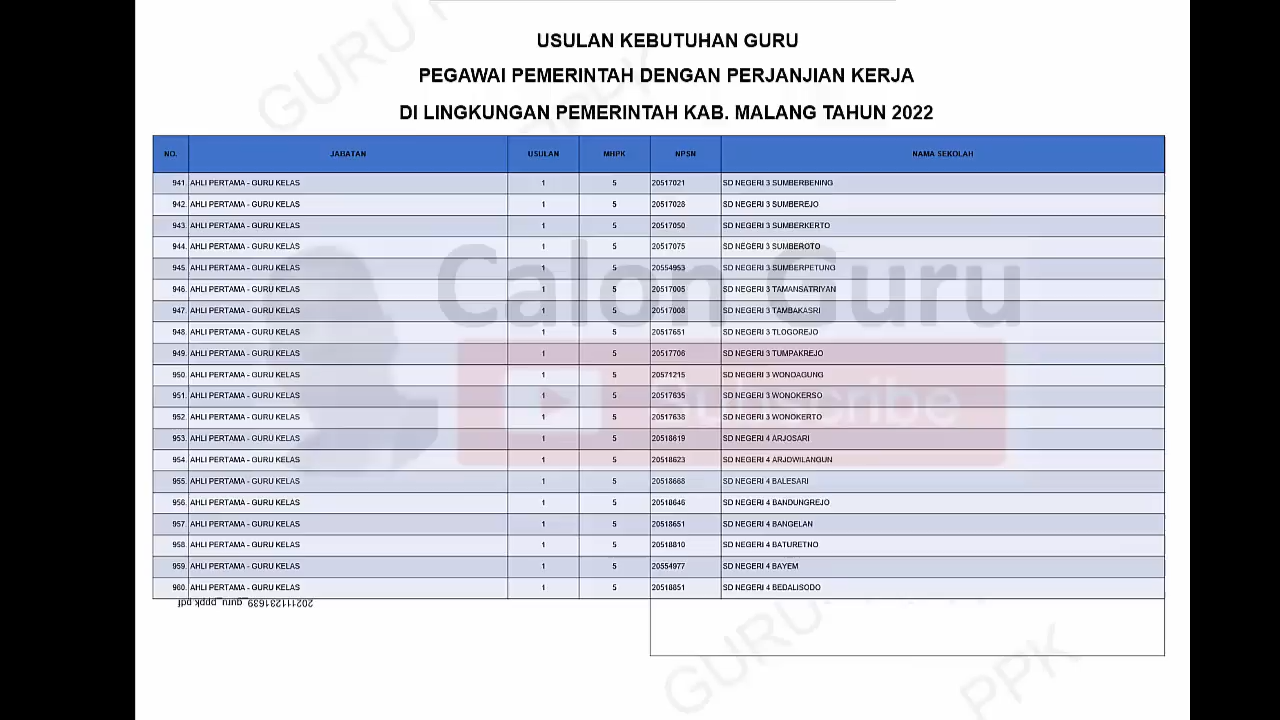 USULAN KEBUTUHAN GURU
PEGAWAI PEMERINTAH DENGAN PERJANJIAN KERJA
DI LINGKUNGAN PEMERINTAH KAB. MALANG TAHUN 2022
NO. JABATAN USULAN MHPK NPSN NAMA SEKOLAH
941. AHLI PERTAMA - GURU KELAS 1 5 20517021 SD NEGERI 3 SUMBERBENING
942. AHLI PERTAMA - GURU KELAS 1 5 20517028 SD NEGERI 3 SUMBEREJO
943. AHLI PERTAMA - GURU KELAS 1 5 20517050 SD NEGERI 3 SUMBERKERTO
944. AHLI PERTAMA - GURU KELAS 1 5 20517075 SD NEGERI 3 SUMBEROTO
945. AHLI PERTAMA - GURU KELAS 1 5 20554953 SD NEGERI 3 SUMBERPETUNG
946. AHLI PERTAMA - GURU KELAS 1 5 20517005 SD NEGERI 3 TAMANSATRIYAN
947. AHLI PERTAMA - GURU KELAS 1 5 20517008 SD NEGERI 3 TAMBAKASRI
948. AHLI PERTAMA - GURU KELAS 1 5 20517651 SD NEGERI 3 TLOGOREJO
949. AHLI PERTAMA - GURU KELAS 1 5 20517706 SD NEGERI 3 TUMPAKREJO
950. AHLI PERTAMA - GURU KELAS 1 5 20571215 SD NEGERI 3 WONOAGUNG
951. AHLI PERTAMA - GURU KELAS 1 5 20517635 SD NEGERI 3 WONOKERSO
952. AHLI PERTAMA - GURU KELAS 1 5 20517638 SD NEGERI 3 WONOKERTO
953. AHLI PERTAMA - GURU KELAS 1 5 20518619 SD NEGERI 4 ARJOSARI
954. AHLI PERTAMA - GURU KELAS 1 5 20518623 SD NEGERI 4 ARJOWILANGUN
955. AHLI PERTAMA - GURU KELAS 1 5 20518668 SD NEGERI 4 BALESARI
956. AHLI PERTAMA - GURU KELAS 1 5 20518646 SD NEGERI 4 BANDUNGREJO
957. AHLI PERTAMA - GURU KELAS 1 5 20518651 SD NEGERI 4 BANGELAN
958. AHLI PERTAMA - GURU KELAS 1 5 20518810 SD NEGERI 4 BATURETNO
959. AHLI PERTAMA - GURU KELAS 1 5 20554977 SD NEGERI 4 BAYEM
960. AHLI PERTAMA - GURU KELAS 1 5 20518851 SD NEGERI 4 BEDALISODO
202111231639_guru_pppk.pdf
Calon Guru
Subscribe
GURU
PPPK
GURU
PPK